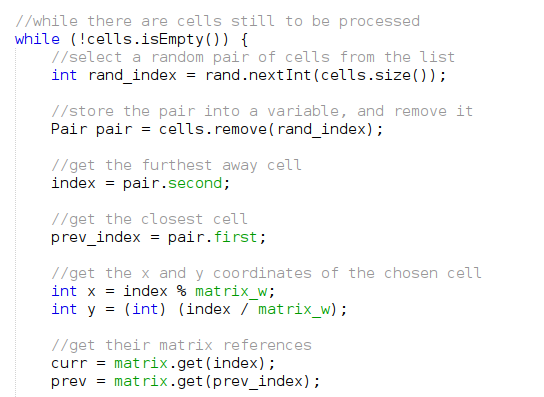 //while there are cells still to be processed
while (!cells.isEmpty()) {
//select a random pair of cells from the list
int rand_index = rand.nextInt(cells.size());
//store the pair into a variable, and remove it
Pair pair = cells.remove(rand_index);
//get the furthest away cell
index = pair.second;
//get the closest cell
prev_index = pair.first;
//get the x and y coordinates of the chosen cell
int x = index % matrix_w;
int y = (int) (index / matrix_w);
//get their matrix references
curr = matrix.get(index);
prev = matrix.get(prev_index);